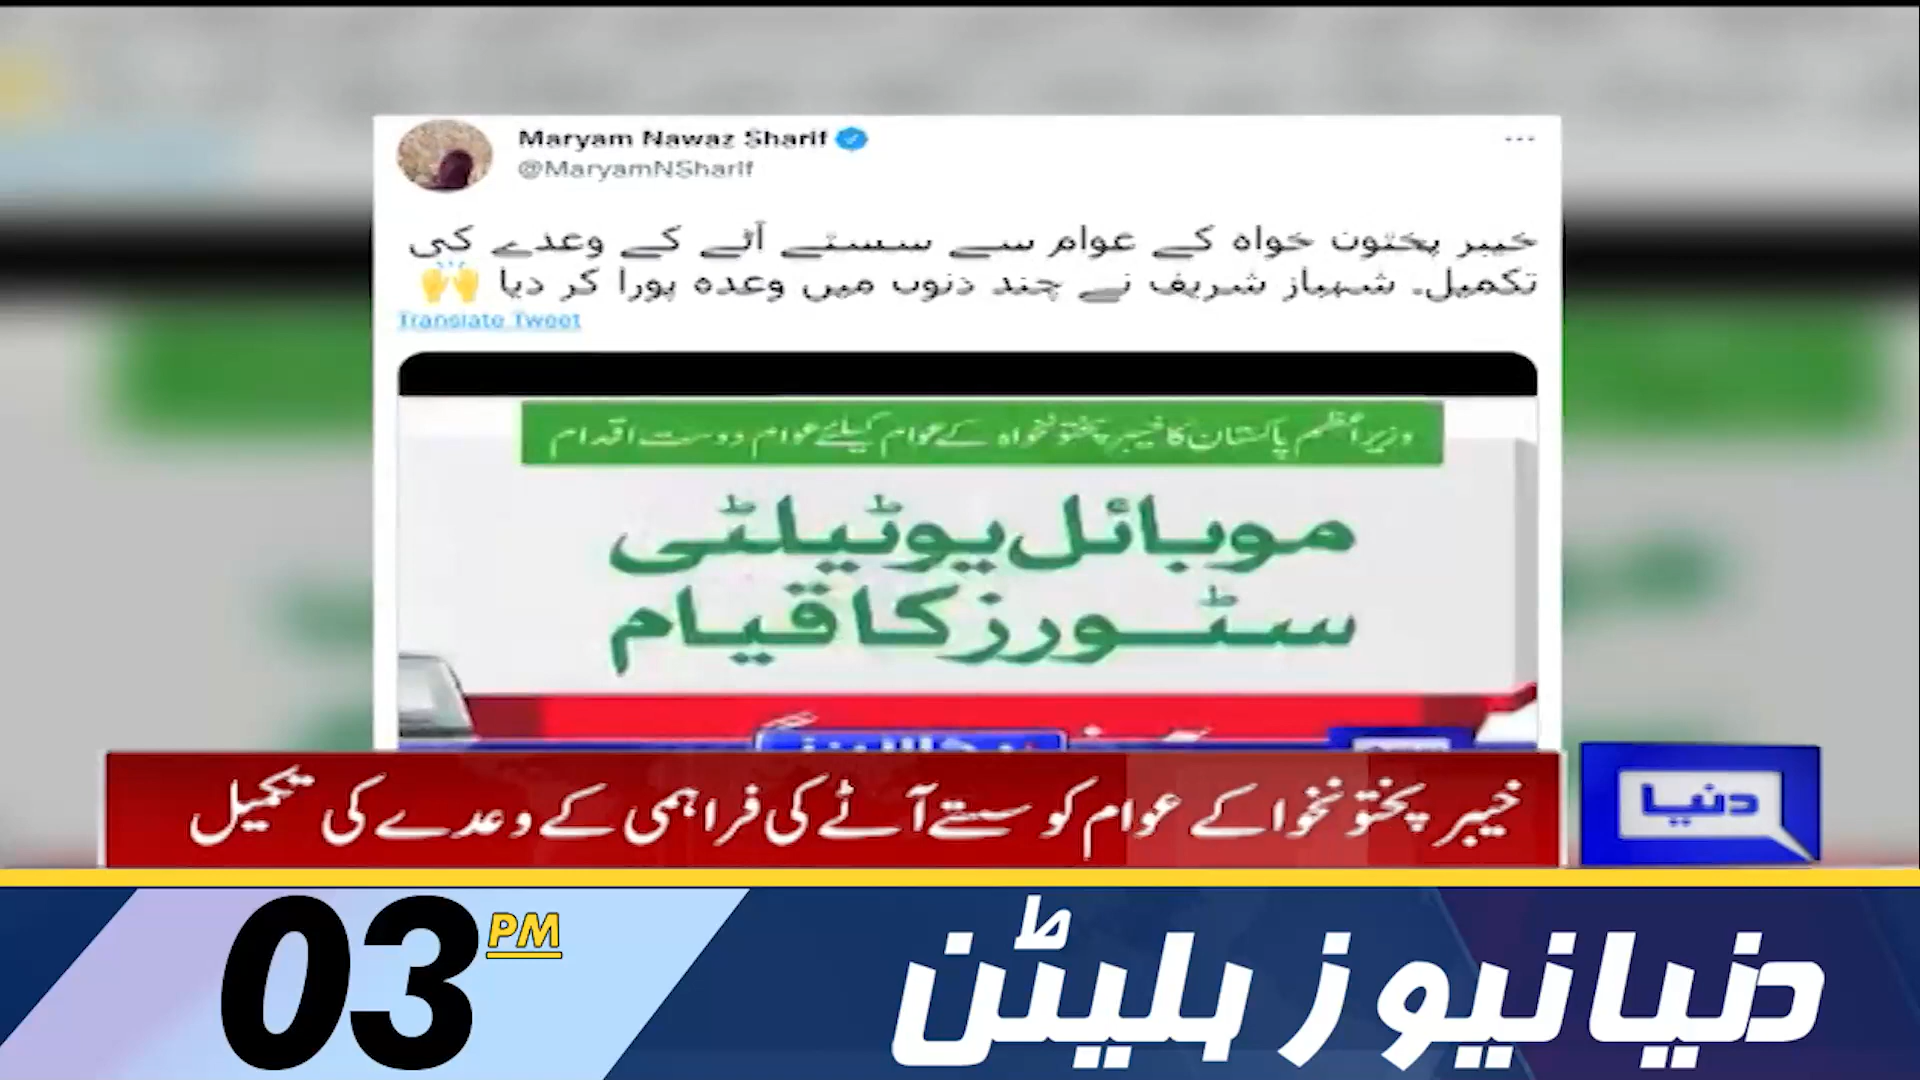 Maryam Nawaz Sharif
@MaryamNSharif
خیبر پختون خواہ کے عوام سے سستے آٹے کے وعدے کی
تکمیل۔ شہباز شریف نے چند دنوں میں وعدہ پورا کر دیا 🙌
Translate Tweet
وزیراعظم پاکستان کا خیبر پختونخواہ کے عوام کیلئے عوام دوست اقدام
موبائل یوٹیلٹی
سٹورز کا قیام
خیبر پختونخوا کے عوام کو سستے آٹے کی فراہمی کے وعدے کی تکمیل
دنیا
03 PM
دنیا نیوز بلیٹن